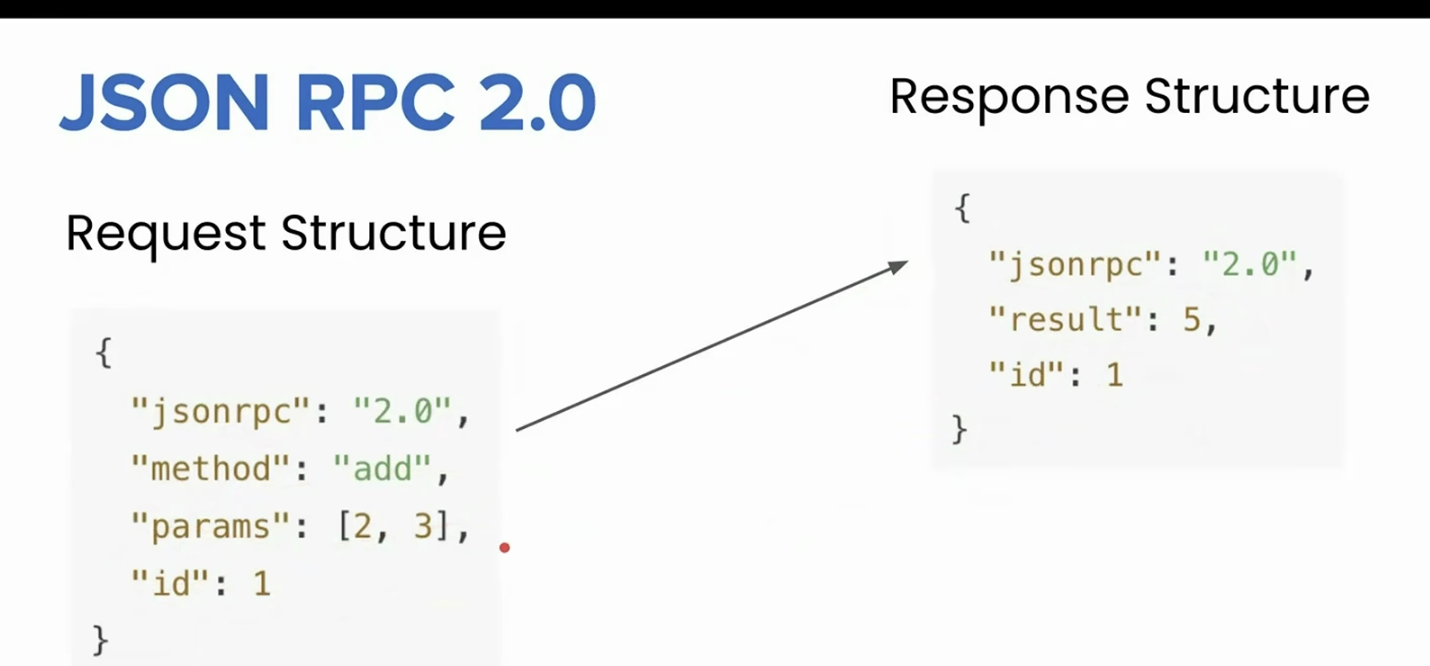 JSON RPC 2.0
Request Structure
{
"jsonrpc": "2.0",
"method": "add",
"params": [2, 3],
"id": 1
}
Response Structure
{
"jsonrpc": "2.0",
"result": 5,
"id": 1
}